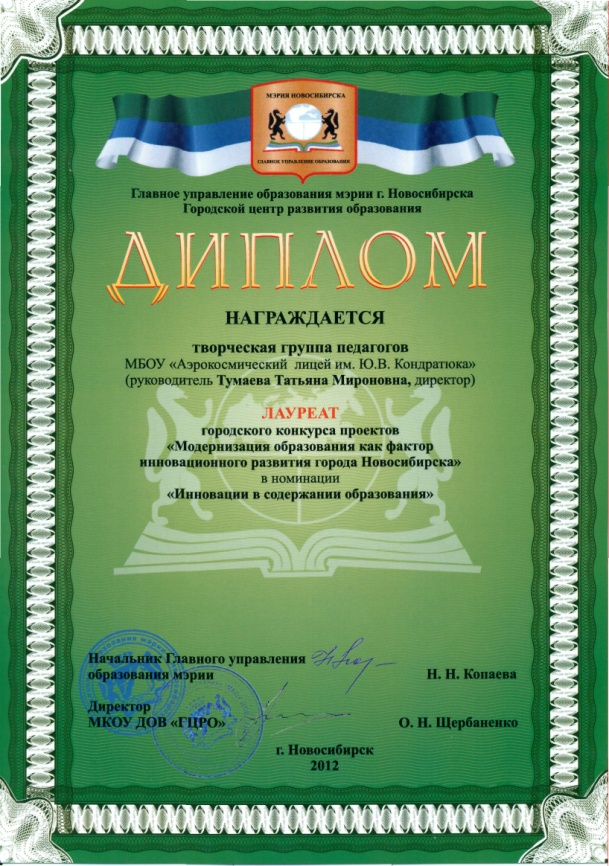 МЭРИЯ НОВОСИБИРСКА
ГЛАВНОЕ УПРАВЛЕНИЕ ОБРАЗОВАНИЯ
Главное управление образования мэрии г. Новосибирска
Городской центр развития образования
ДИПЛОМ
НАГРАЖДАЕТСЯ
творческая группа педагогов
МБОУ «Аэрокосмический лицей им. Ю.В. Кондратюка»
(руководитель Тумаева Татьяна Мироновна, директор)
ЛАУРЕАТ
городского конкурса проектов
«Модернизация образования как фактор
инновационного развития города Новосибирска»
в номинации
«Инновации в содержании образования»
Начальник Главного управления
образования мэрии Н. Н. Копаева
Директор
МКОУ ДОВ «ГЦРО» О. Н. Щербаненко
г. Новосибирск
2012